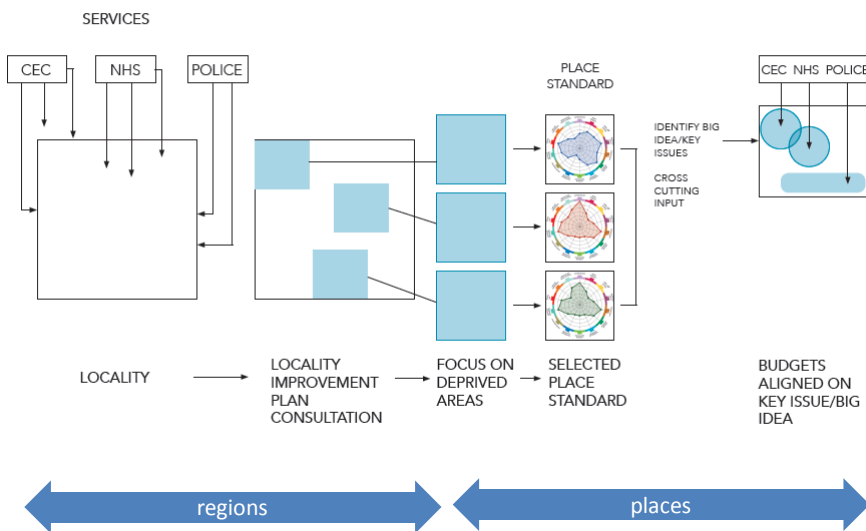 SERVICES
CEC
NHS
POLICE
PLACE
STANDARD
CEC NHS POLICE
IDENTIFY BIG
IDEA/KEY
ISSUES
CROSS
CUTTING
INPUT
LOCALITY
LOCALITY
IMPROVEMENT
PLAN
CONSULTATION
FOCUS ON
DEPRIVED
AREAS
SELECTED
PLACE
STANDARD
BUDGETS
ALIGNED ON
KEY ISSUE/BIG
IDEA
regions
places